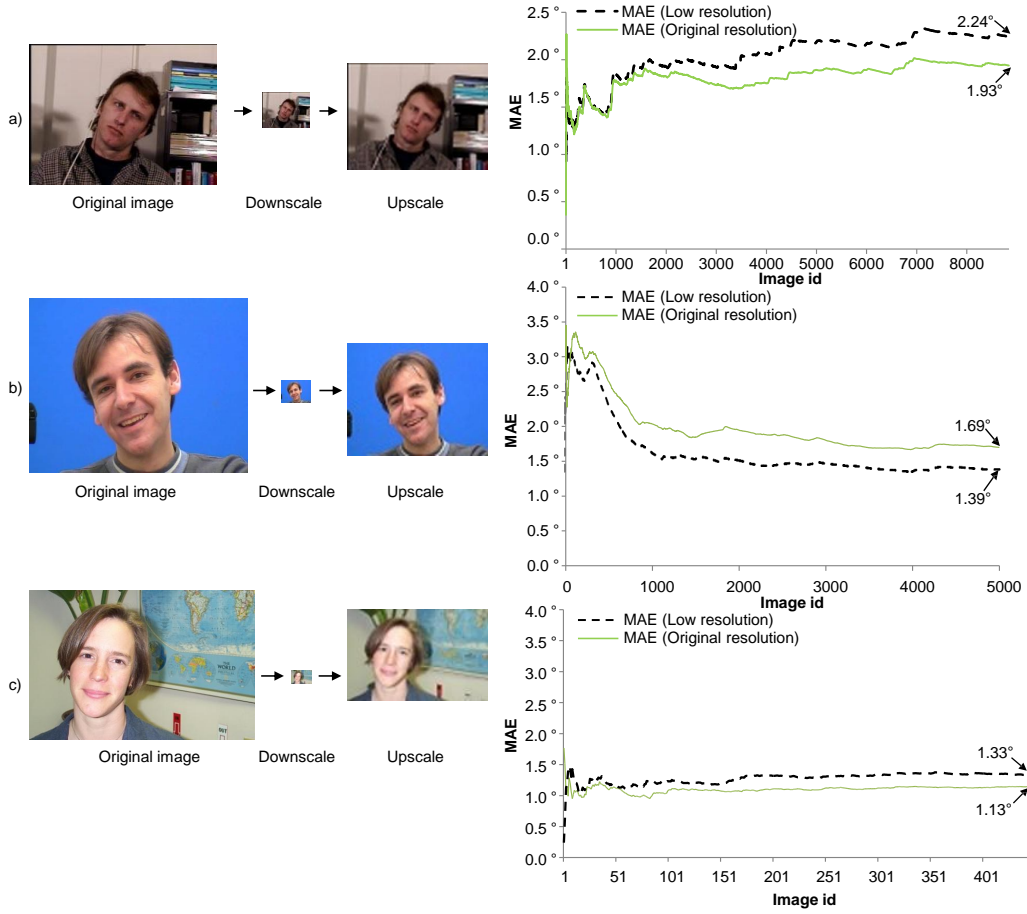 a)
Original image
Downscale
Upscale
MAE
2.5 °
2.0 °
1.5 °
1.0 °
0.5 °
0.0 °
MAE (Low resolution)
MAE (Original resolution)
2.24°
1.93°
1 1000 2000 3000 4000 5000 6000 7000 8000
Image id
b)
Original image
Downscale
Upscale
MAE
4.0 °
3.5 °
3.0 °
2.5 °
2.0 °
1.5 °
1.0 °
0.5 °
0.0 °
MAE (Low resolution)
MAE (Original resolution)
1.69°
1.39°
0 1000 2000 3000 4000 5000
Image id
c)
THE
WORLD
Original image
Downscale
Upscale
MAE
4.0 °
3.5 °
3.0 °
2.5 °
2.0 °
1.5 °
1.0 °
0.5 °
0.0 °
MAE (Low resolution)
MAE (Original resolution)
1.33°
1.13°
1 51 101 151 201 251 301 351 401
Image id